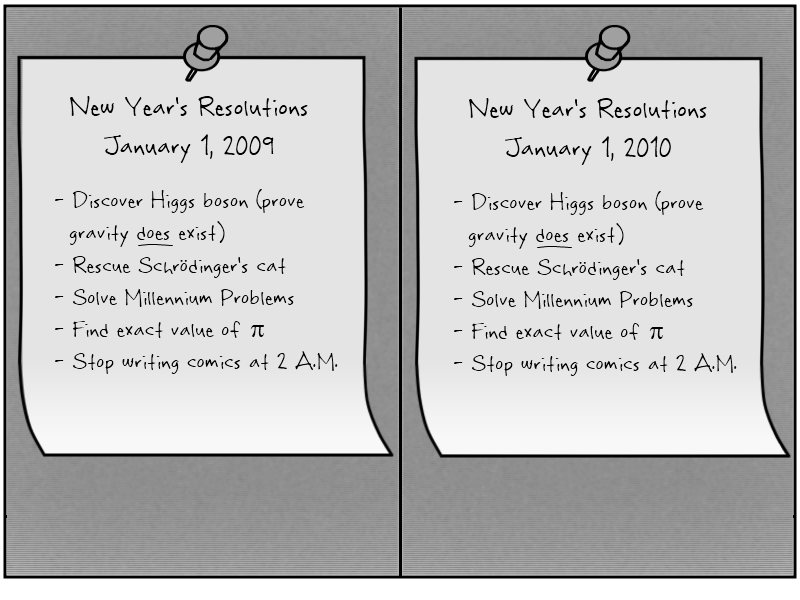 New Year's Resolutions
January 1, 2009
- Discover Higgs boson (prove
gravity does exist)
- Rescue Schrödinger's cat
- Solve Millennium Problems
- Find exact value of π
- Stop writing comics at 2 A.M.
New Year's Resolutions
January 1, 2010
- Discover Higgs boson (prove
gravity does exist)
- Rescue Schrödinger's cat
- Solve Millennium Problems
- Find exact value of π
- Stop writing comics at 2 A.M.